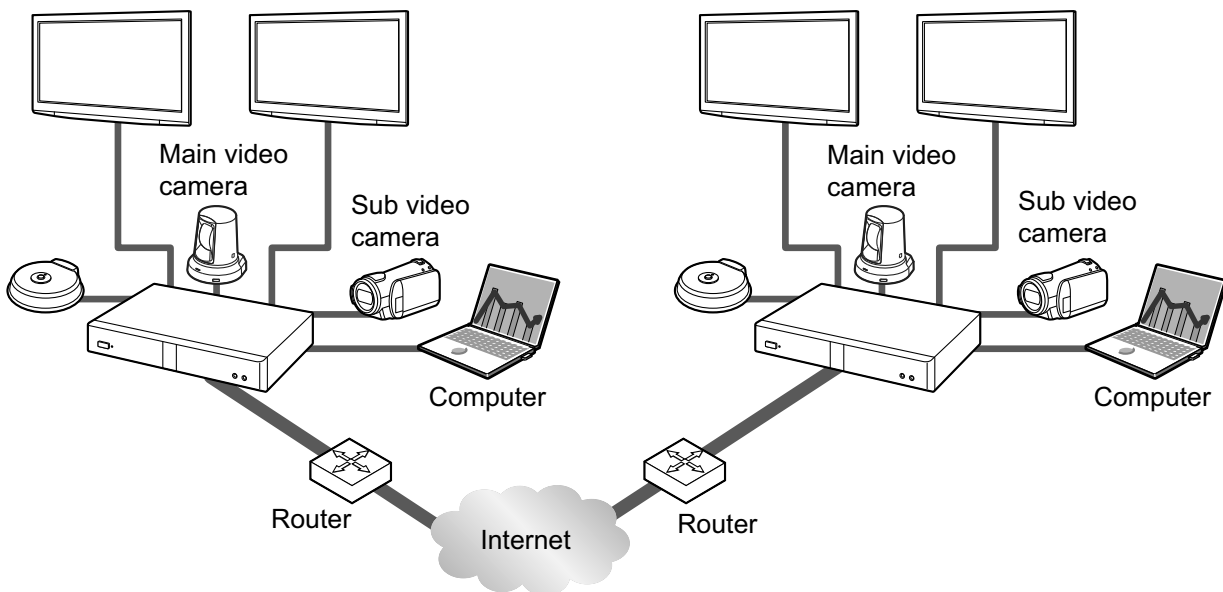 Main video
camera
Sub video
camera
Computer
Router
Internet
Main video
camera
Sub video
camera
Computer
Router